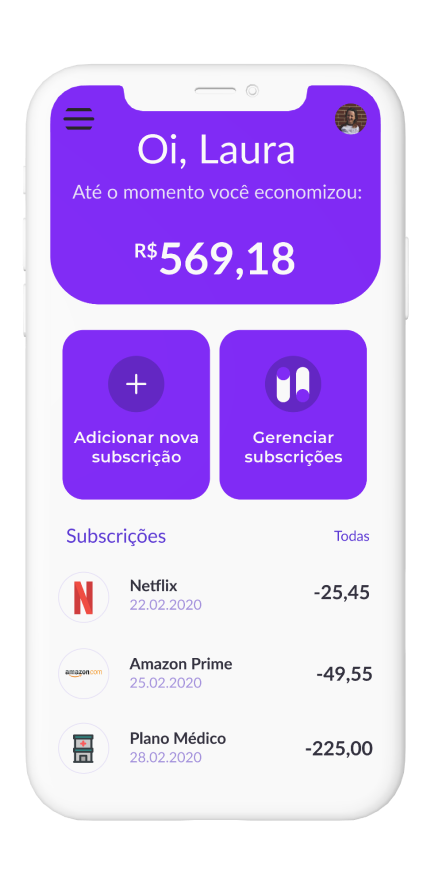 Oi, Laura
Até o momento você economizou:
R$569,18
Adicionar nova
subscrição
Gerenciar
subscrições
Subscrições
Todas
N
Netflix
22.02.2020
-25,45
amazon.com
Amazon Prime
25.02.2020
-49,55
Plano Médico
28.02.2020
-225,00